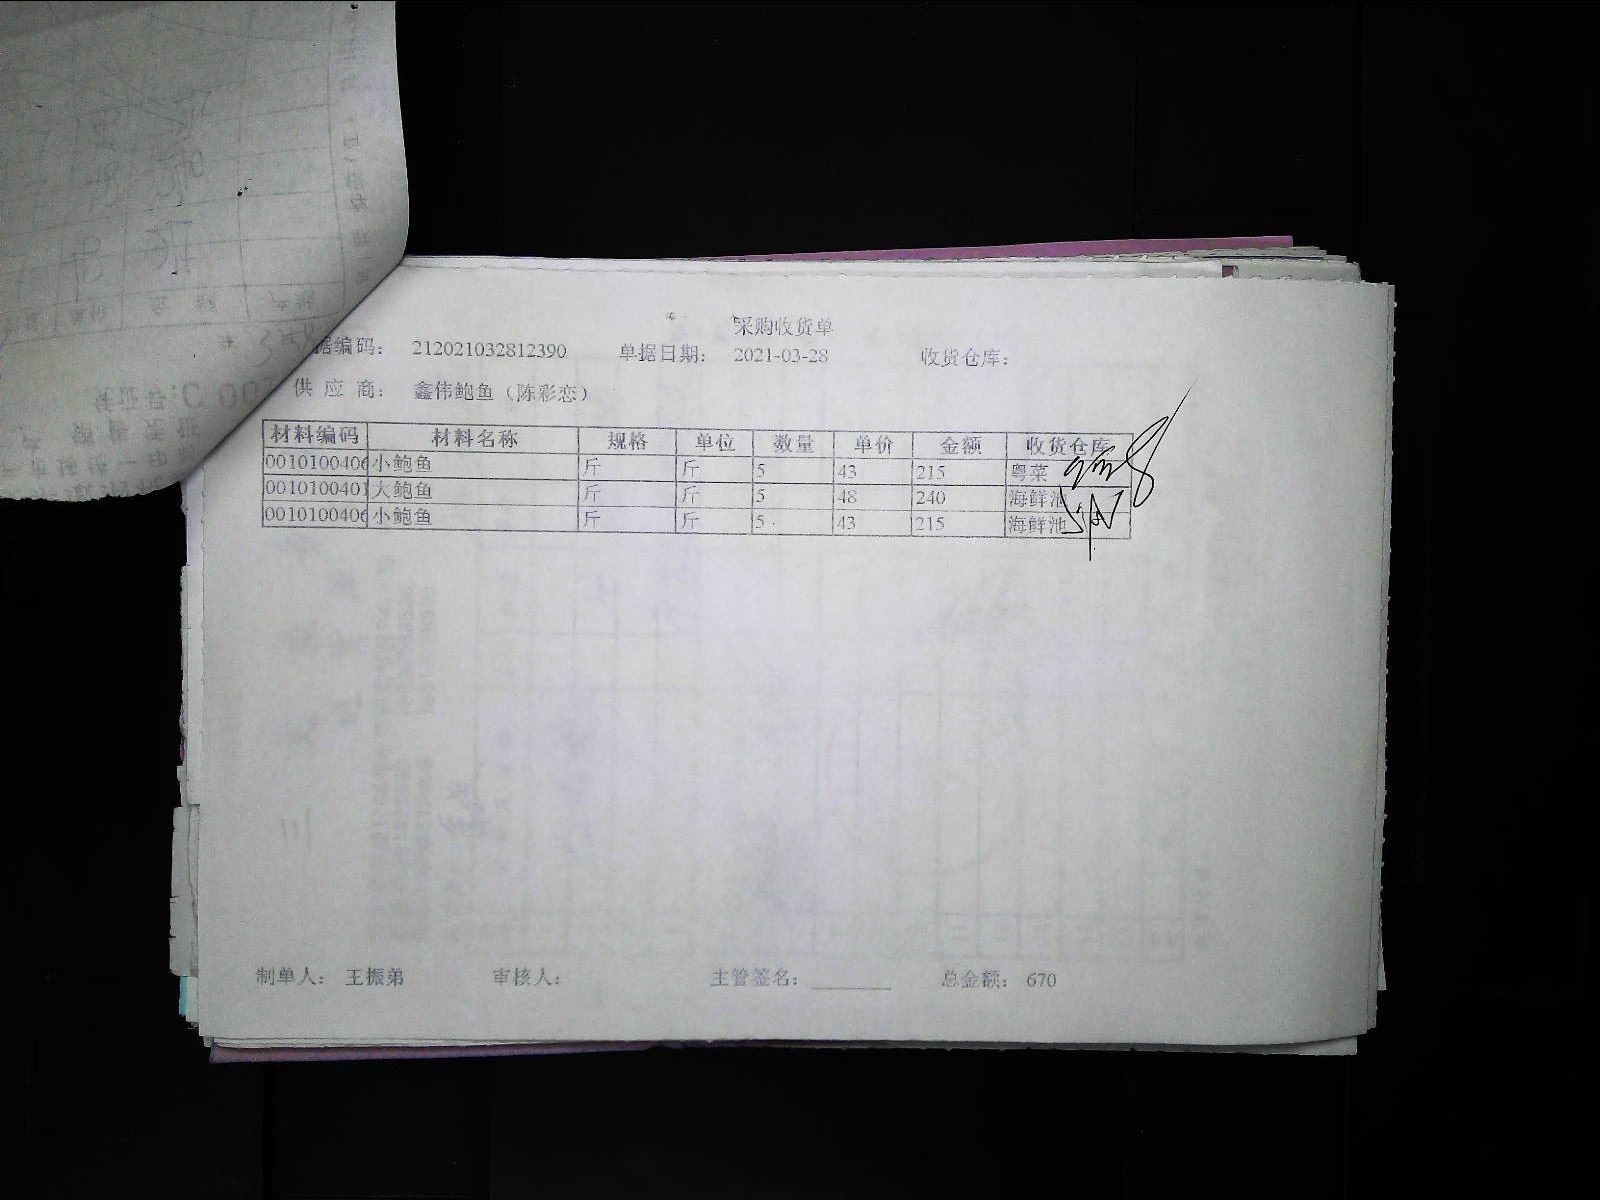 采购收货单
据编码： 212021032812390 单据日期： 2021-03-28 收货仓库：
供 应 商： 鑫伟鲍鱼（陈彩恋）
材料编码 材料名称 规格 单位 数量 单价 金额 收货仓库
0010100406 小鲍鱼 斤 斤 5 43 215 粤菜
0010100401 大鲍鱼 斤 斤 5 48 240 海鲜池
0010100406 小鲍鱼 斤 斤 5 43 215 海鲜池
制单人： 王振弟 审核人： 主管签名： 总金额： 670